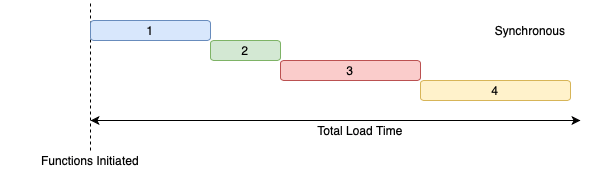 1
Synchronous
2
3
4
Total Load Time
Functions Initiated